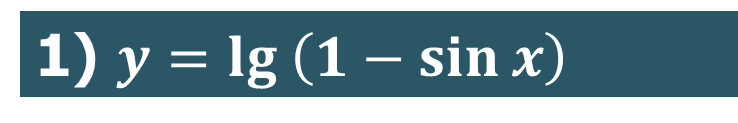 1) y = lg (1 − sin x)